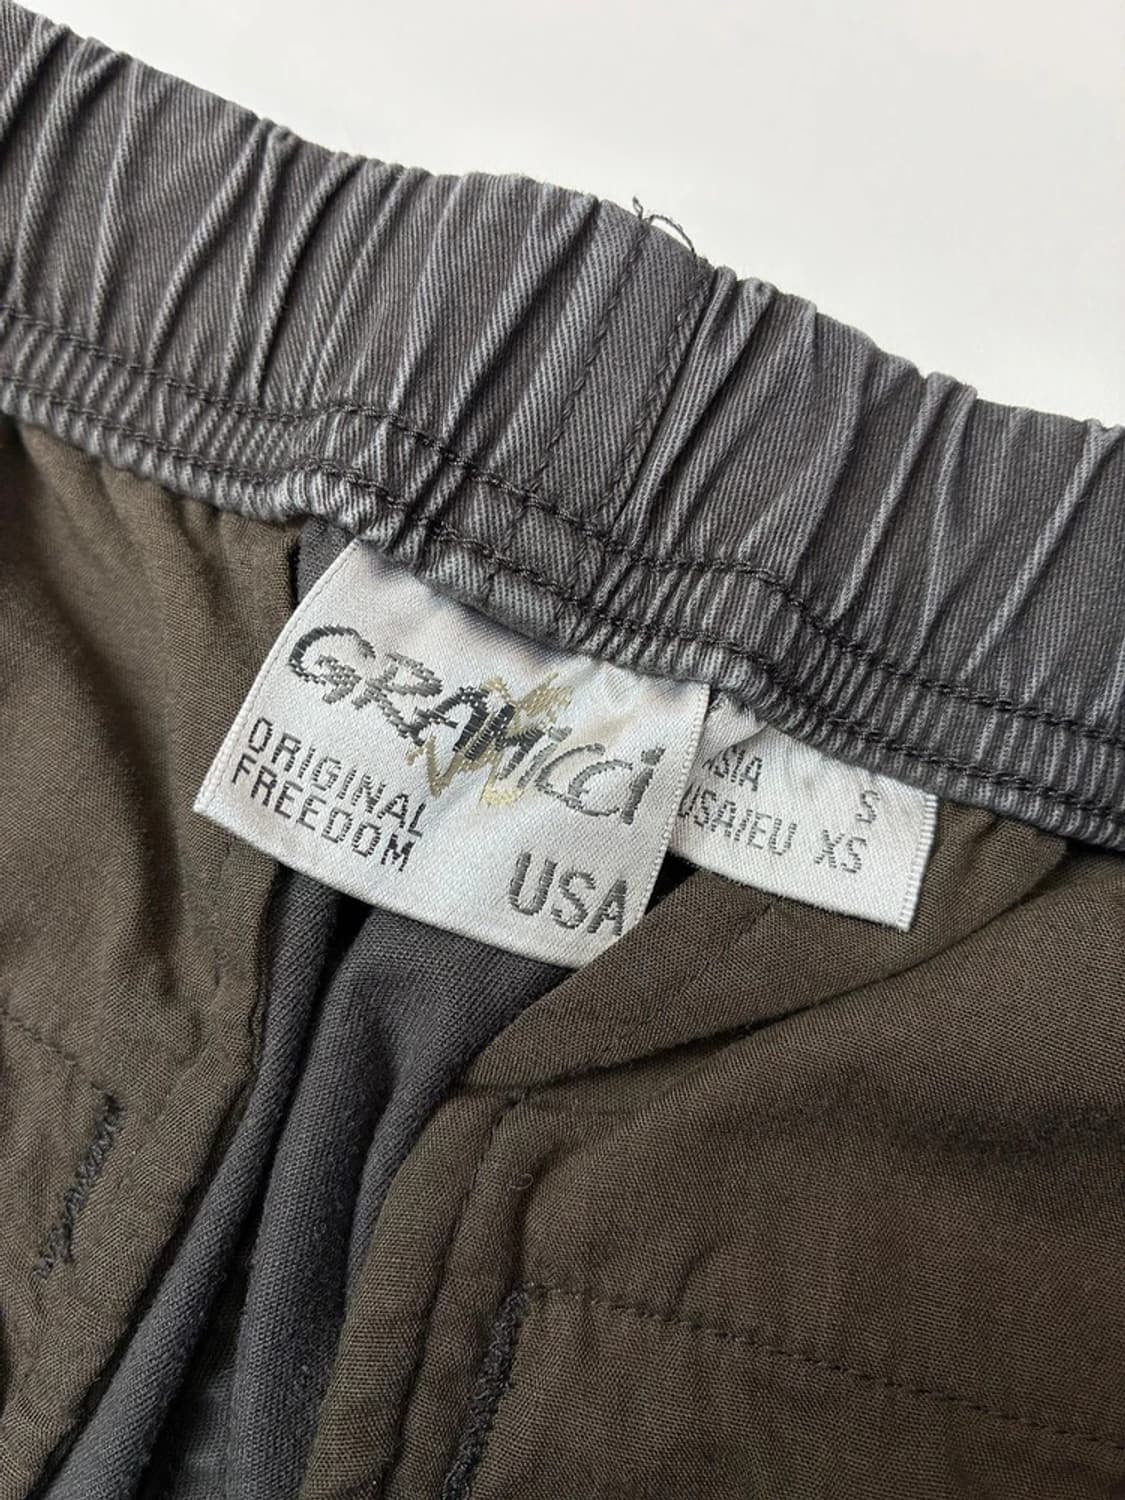 GRAMicci
ORIGINAL
FREEDOM
USA
ASIA S
USA/EU XS